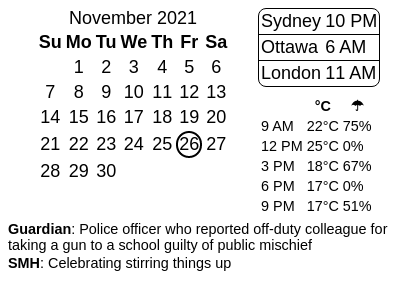 November 2021
Su Mo Tu We Th Fr Sa
1 2 3 4 5 6
7 8 9 10 11 12 13
14 15 16 17 18 19 20
21 22 23 24 25 26 27
28 29 30
Sydney 10 PM
Ottawa 6 AM
London 11 AM
°C ☂
9 AM 22°C 75%
12 PM 25°C 0%
3 PM 18°C 67%
6 PM 17°C 0%
9 PM 17°C 51%
Guardian: Police officer who reported off-duty colleague for
taking a gun to a school guilty of public mischief
SMH: Celebrating stirring things up